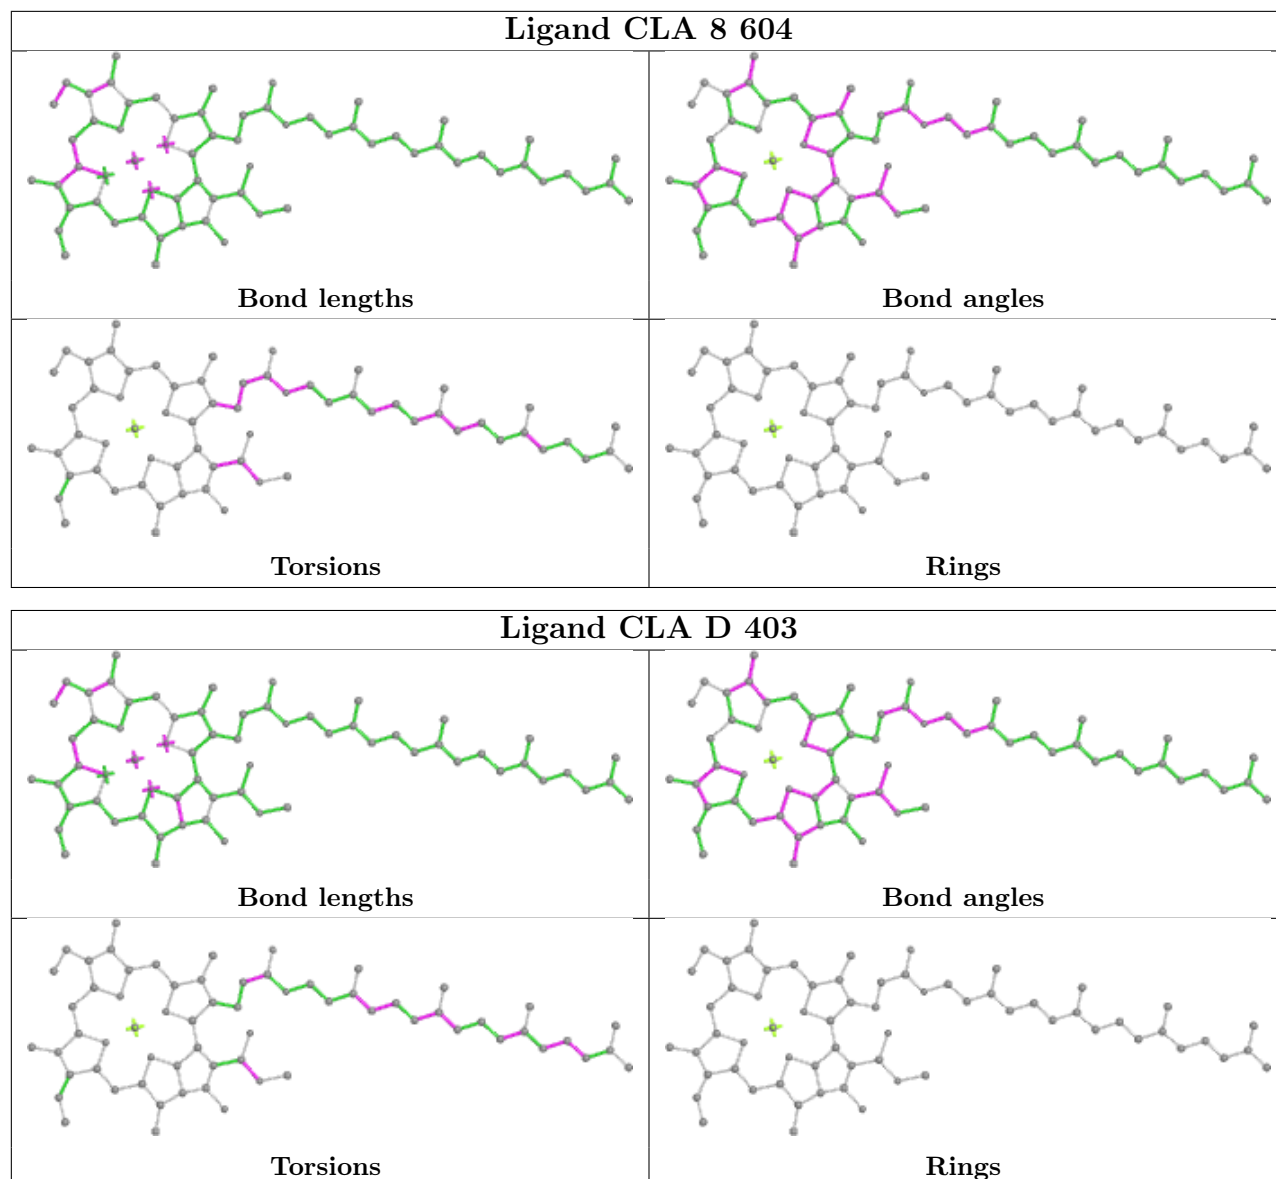 Ligand CLA 8 604
Bond lengths
Bond angles
Torsions
Rings
Ligand CLA D 403
Bond lengths
Bond angles
Torsions
Rings